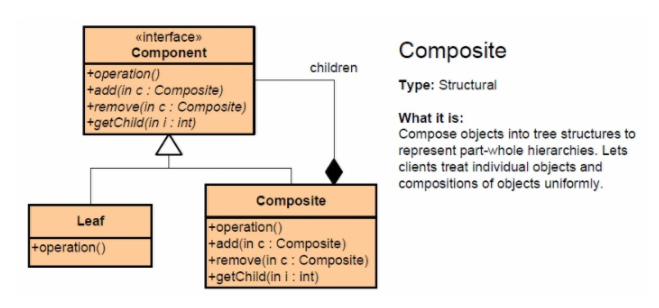 «interface»
Component
+operation()
+add(in c : Composite)
+remove(in c : Composite)
+getChild(in i : int)
children
Leaf
+operation()
Composite
+operation()
+add(in c : Composite)
+remove(in c : Composite)
+getChild(in i : int)
Composite
Type: Structural
What it is:
Compose objects into tree structures to
represent part-whole hierarchies. Lets
clients treat individual objects and
compositions of objects uniformly.